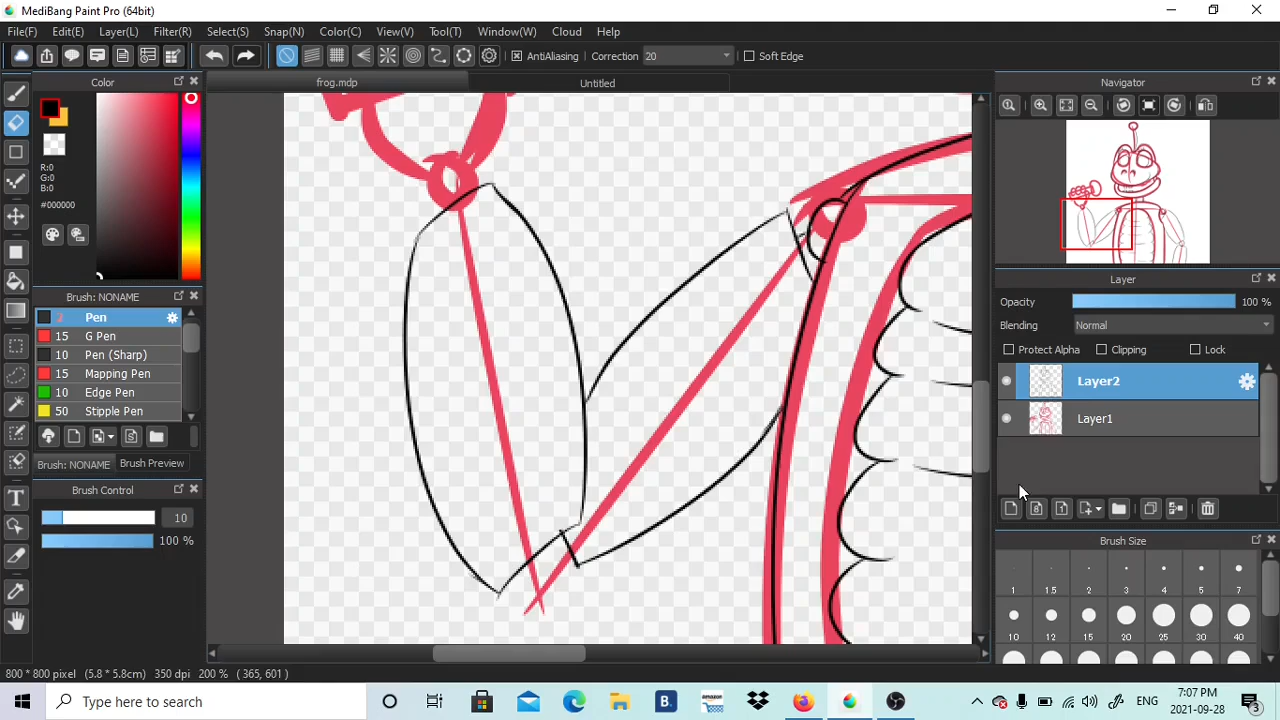 MediBang Paint Pro (64bit)
File(F) Edit(E) Layer(L) Filter(R) Select(S) Snap(N) Color(C) View(V) Tool(T) Window(W) Cloud Help
AntiAliasing Correction 20 Soft Edge
Color
frog.mdp
Untitled
Navigator
R:0
G:0
B:0
#000000
Brush: NONAME
Pen
15 G Pen
10 Pen (Sharp)
15 Mapping Pen
10 Edge Pen
50 Stipple Pen
Brush: NONAME
Brush Preview
Brush Control
10
100 %
Layer
Opacity 100 %
Blending Normal
Protect Alpha Clipping Lock
Layer2
Layer1
Brush Size
1 1.5 2 3 4 5 7
10 12 15 20 25 30 40
800 * 800 pixel (5.8 * 5.8cm) 350 dpi 200 % ( 365, 601 )
Type here to search
ENG
7:07 PM
2021-09-28
3